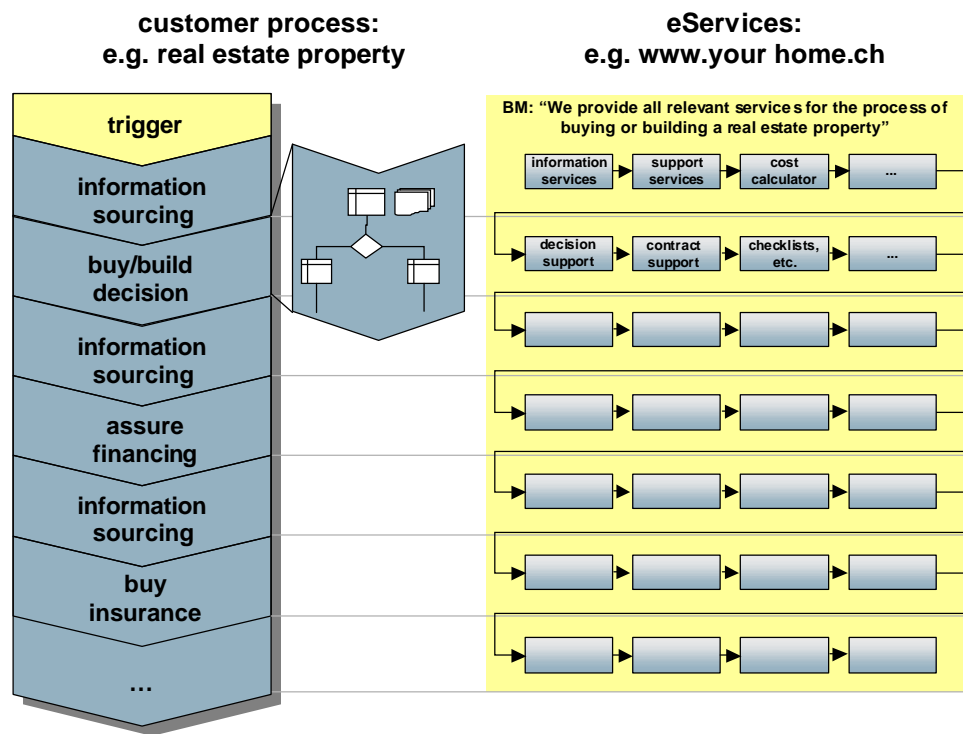 customer process:
e.g. real estate property
trigger
information
sourcing
buy/build
decision
information
sourcing
assure
financing
information
sourcing
buy
insurance
...
eServices:
e.g. www.your home.ch
BM: “We provide all relevant services for the process of
buying or building a real estate property”
information
services
support
services
cost
calculator
...
decision
support
contract
support
checklists,
etc.
...